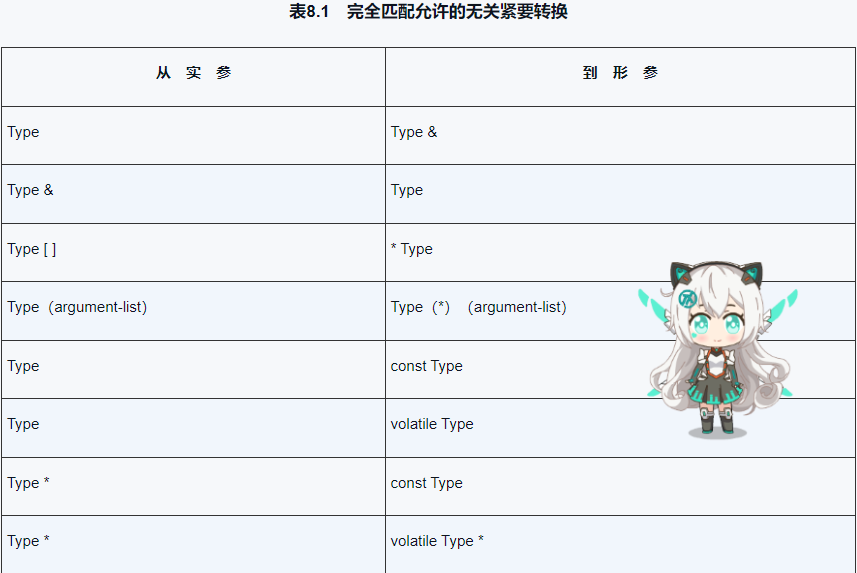 表8.1 完全匹配允许的无关紧要转换
从 实 参 到 形 参
Type Type &
Type & Type
Type [ ] * Type
Type（argument-list） Type（*）（argument-list）
Type const Type
Type volatile Type
Type * const Type
Type * volatile Type *